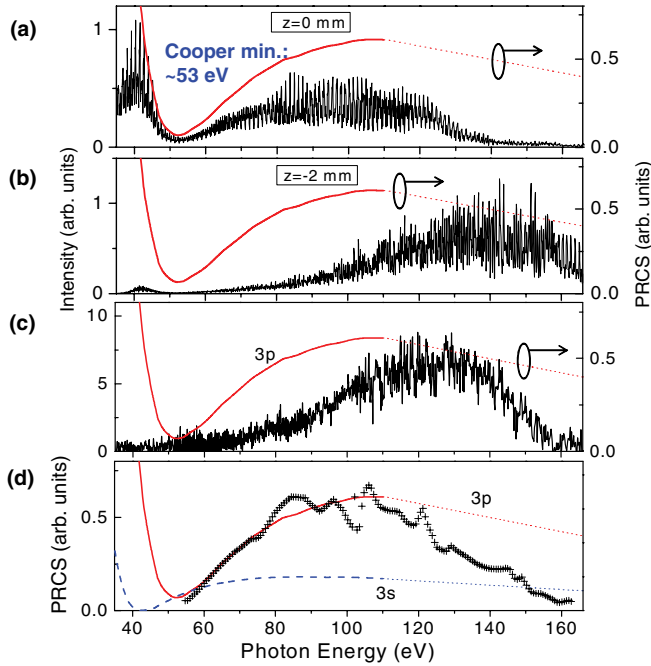 (a)
z=0 mm
Cooper min.:
~53 eV
1
0
0.5
0.0
(b)
z=-2 mm
1
0
0.5
0.0
Intensity (arb. units)
PRCS (arb. units)
(c)
3p
10
5
0
0.5
0.0
(d)
3p
3s
0.5
0.0
PRCS (arb. units)
40 60 80 100 120 140 160
Photon Energy (eV)